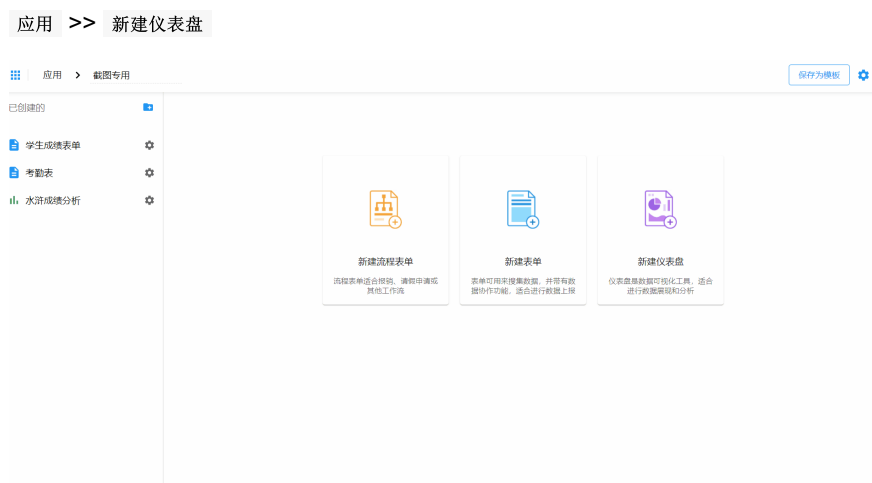 应用 >> 新建仪表盘
应用 > 截图专用
保存为模板
已创建的
学生成绩表单
考勤表
水浒成绩分析
新建流程表单
流程表单适合报销，请假申请或
其他工作流
新建表单
表单可用来搜集数据，并带有数
据协作功能，适合进行数据上报
新建仪表盘
仪表盘是数据可视化工具，适合
进行数据展现和分析